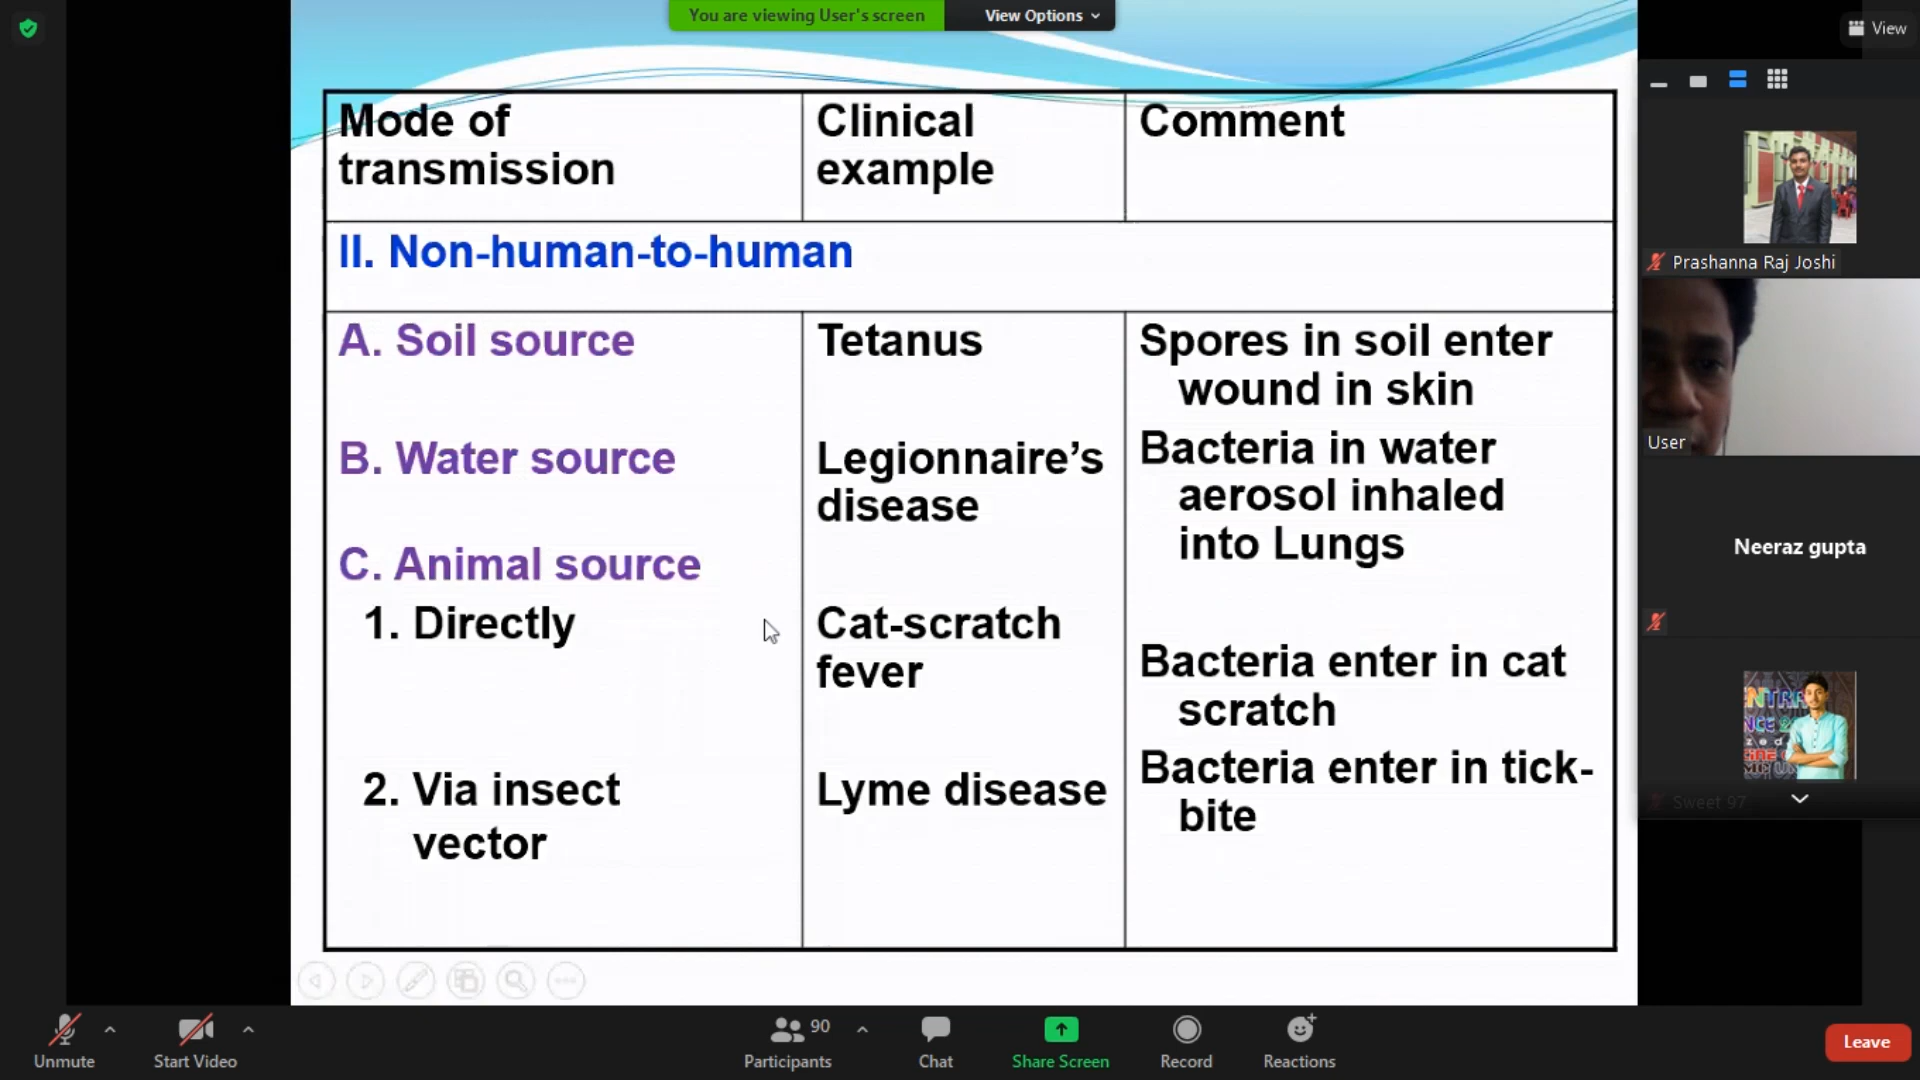 You are viewing User's screen
View Options
View
Mode of
transmission
Clinical
example
Comment
II. Non-human-to-human
A. Soil source
Tetanus
Spores in soil enter
wound in skin
B. Water source
Legionnaire’s
disease
Bacteria in water
aerosol inhaled
into Lungs
C. Animal source
1. Directly
Cat-scratch
fever
Bacteria enter in cat
scratch
2. Via insect
vector
Lyme disease
Bacteria enter in tick-
bite
Prashanna Raj Joshi
User
Neeraz gupta
Sweet 97
Unmute
Start Video
90
Participants
Chat
Share Screen
Record
Reactions
Leave